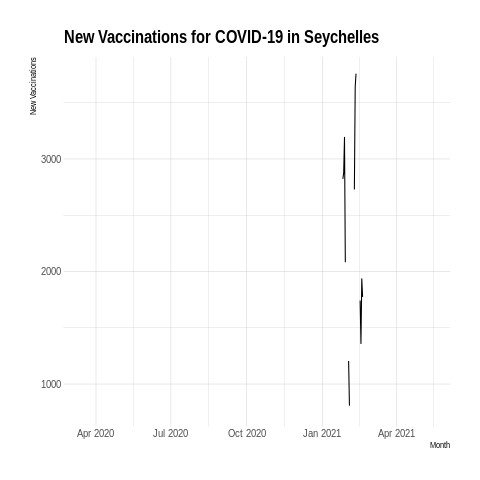 New Vaccinations for COVID-19 in Seychelles
New Vaccinations
3000
2000
1000
Apr 2020 Jul 2020 Oct 2020 Jan 2021 Apr 2021
Month